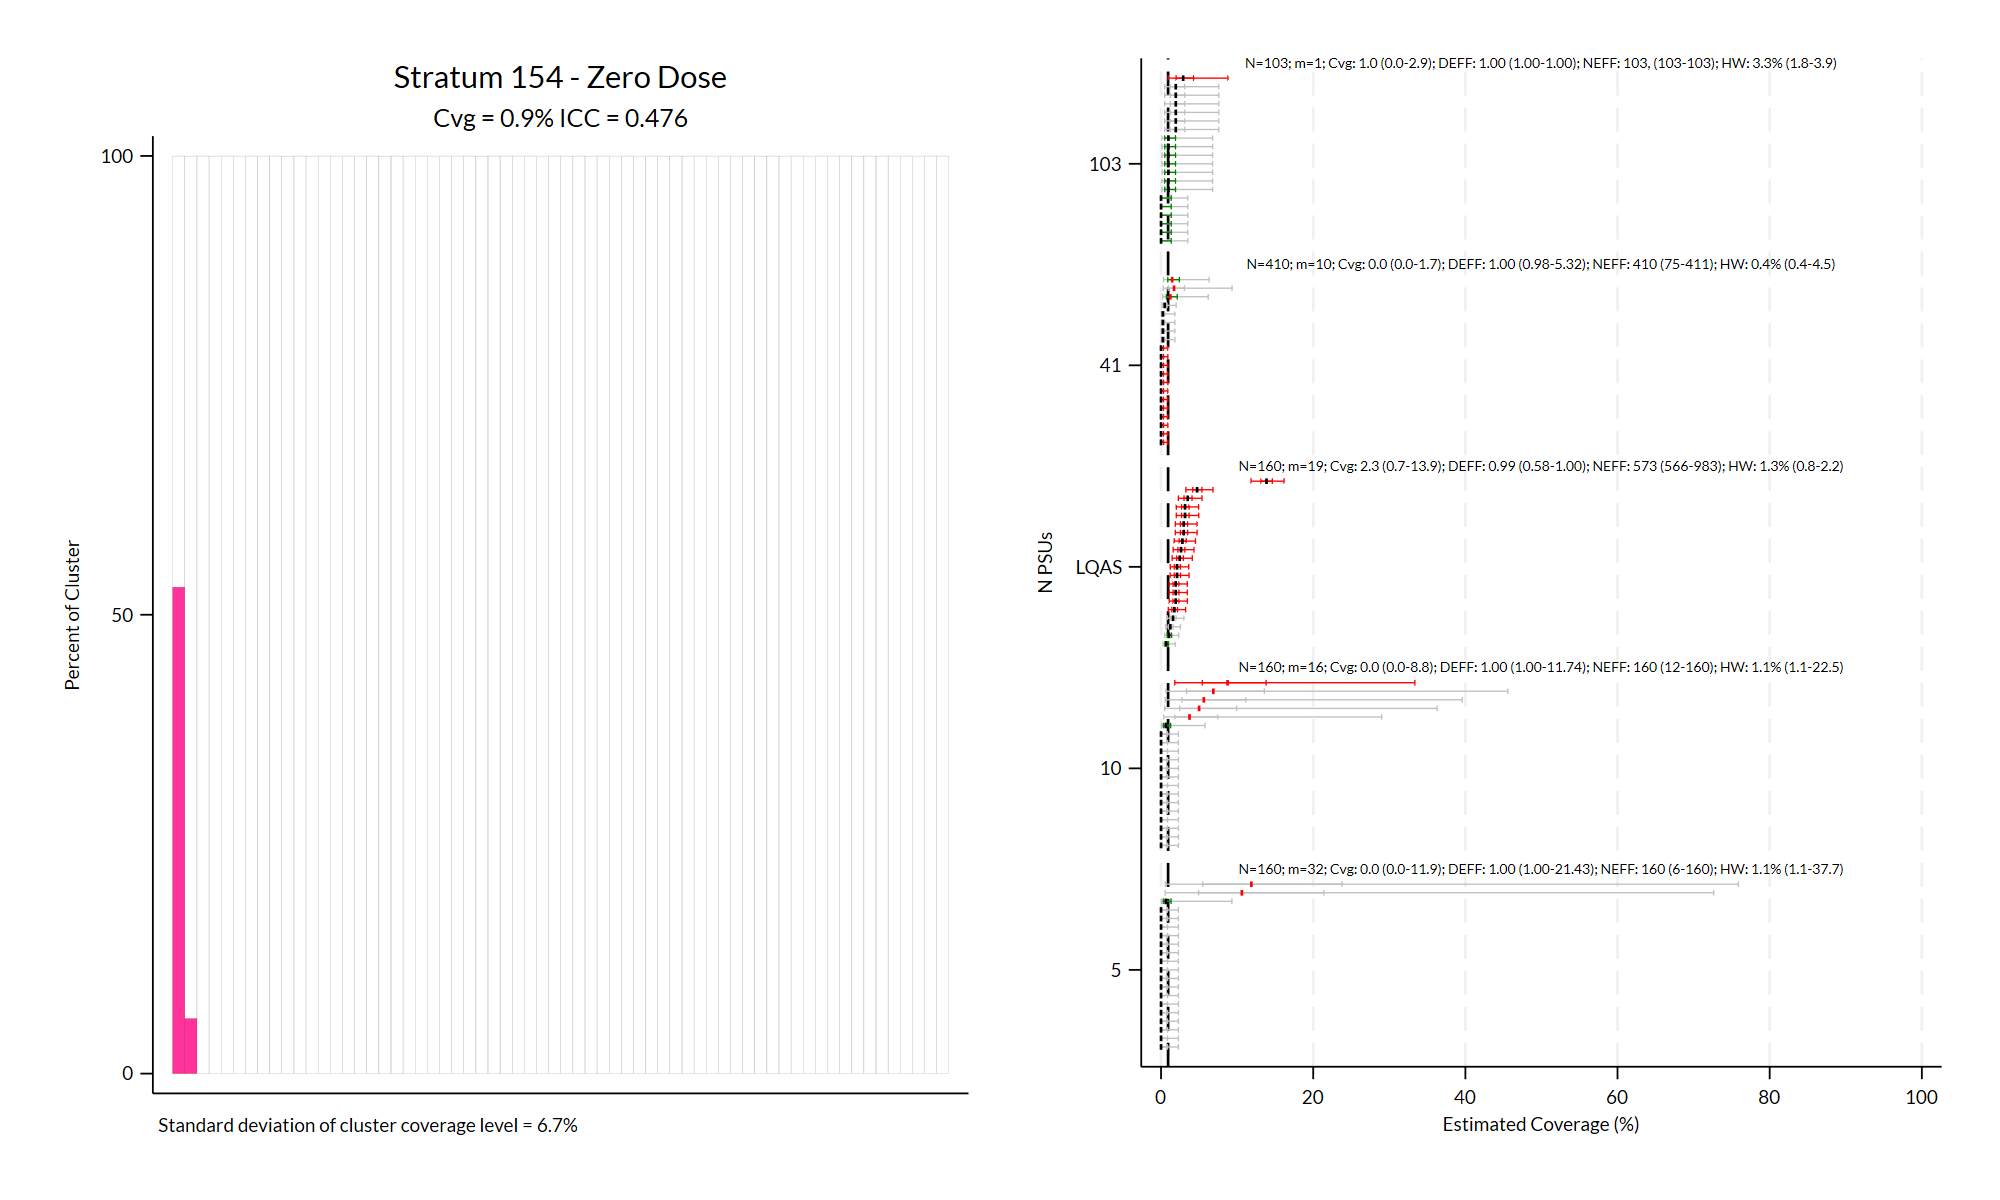 Stratum 154 - Zero Dose
Cvg = 0.9% ICC = 0.476
100
50
0
Percent of Cluster
Standard deviation of cluster coverage level = 6.7%
N=103; m=1; Cvg: 1.0 (0.0-2.9); DEFF: 1.00 (1.00-1.00); NEFF: 103, (103-103); HW: 3.3% (1.8-3.9)
103
N=410; m=10; Cvg: 0.0 (0.0-1.7); DEFF: 1.00 (0.98-5.32); NEFF: 410 (75-411); HW: 0.4% (0.4-4.5)
41
N=160; m=19; Cvg: 2.3 (0.7-13.9); DEFF: 0.99 (0.58-1.00); NEFF: 573 (566-983); HW: 1.3% (0.8-2.2)
LQAS
N=160; m=16; Cvg: 0.0 (0.0-8.8); DEFF: 1.00 (1.00-11.74); NEFF: 160 (12-160); HW: 1.1% (1.1-22.5)
10
N=160; m=32; Cvg: 0.0 (0.0-11.9); DEFF: 1.00 (1.00-21.43); NEFF: 160 (6-160); HW: 1.1% (1.1-37.7)
5
N PSUs
0 20 40 60 80 100
Estimated Coverage (%)